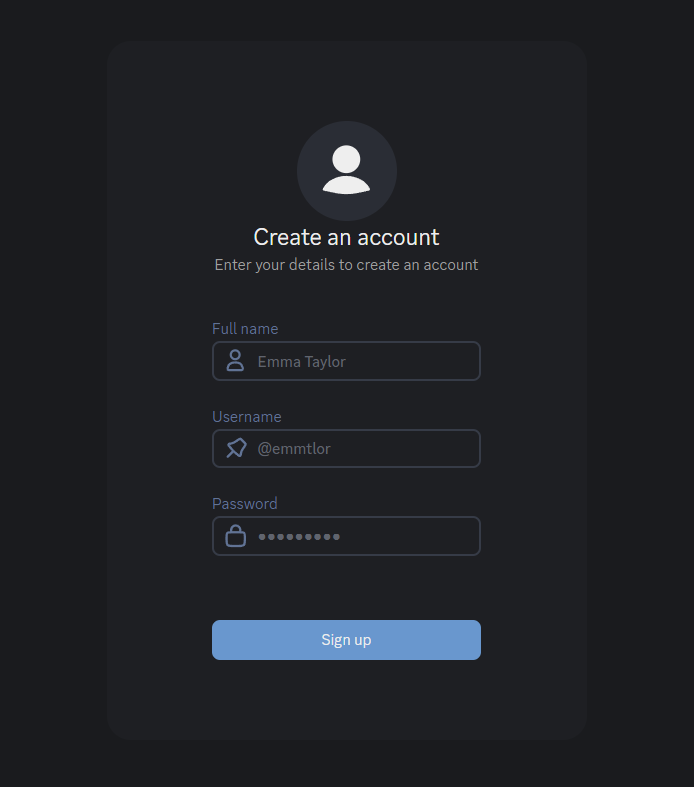 Create an account
Enter your details to create an account
Full name
Emma Taylor
Username
@emmtlor
Password
●●●●●●●●●
Sign up